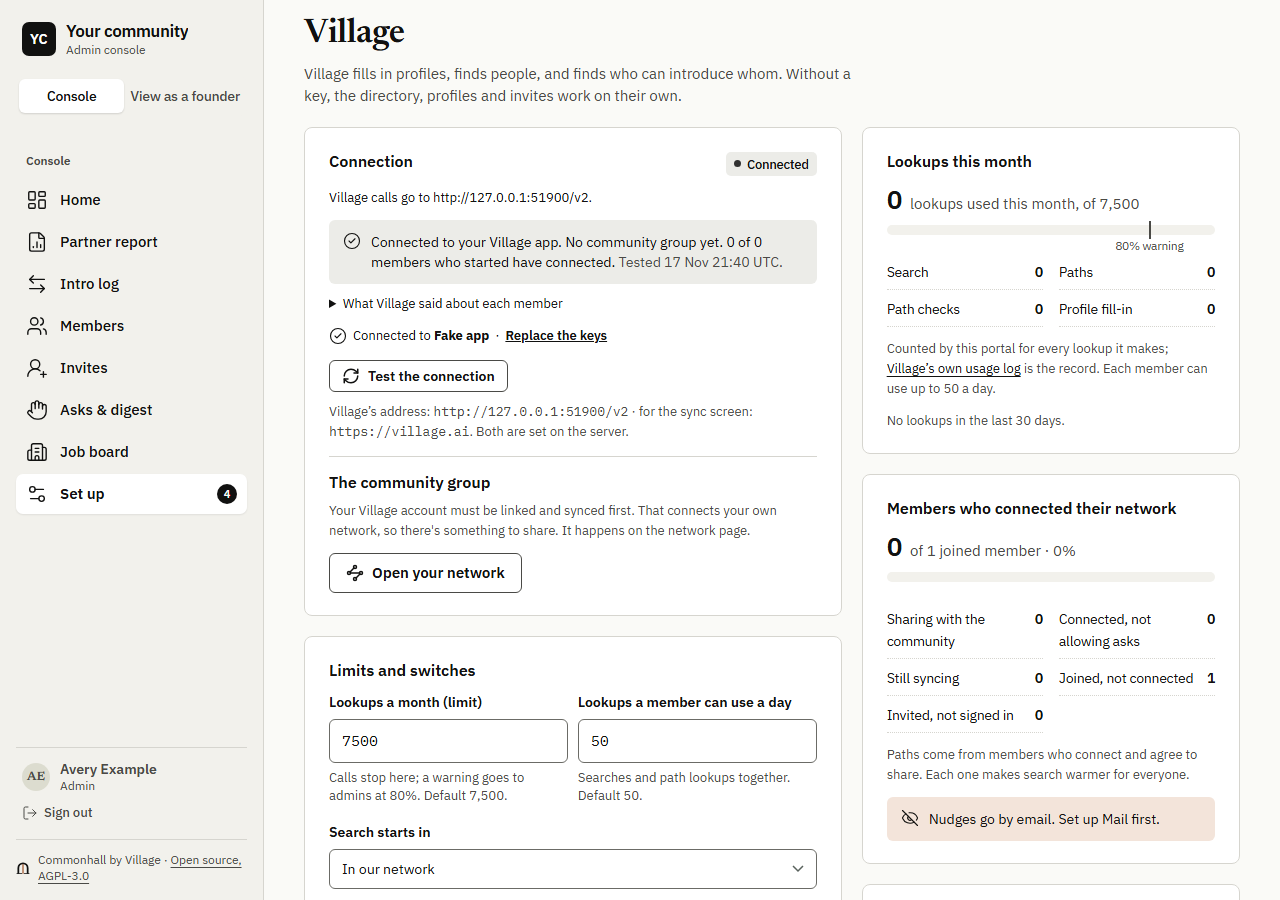 YC
Your community
Admin console
Console
View as a founder
Console
Home
Partner report
Intro log
Members
Invites
Asks & digest
Job board
Set up
4
AE
Avery Example
Admin
Sign out
Commonhall by Village · Open source,
AGPL-3.0
Village
Village fills in profiles, finds people, and finds who can introduce whom. Without a
key, the directory, profiles and invites work on their own.
Connection
Connected
Village calls go to http://127.0.0.1:51900/v2.
Connected to your Village app. No community group yet. 0 of 0
members who started have connected. Tested 17 Nov 21:40 UTC.
What Village said about each member
Connected to Fake app · Replace the keys
Test the connection
Village’s address: http://127.0.0.1:51900/v2 · for the sync screen:
https://village.ai. Both are set on the server.
The community group
Your Village account must be linked and synced first. That connects your own
network, so there's something to share. It happens on the network page.
Open your network
Limits and switches
Lookups a month (limit)
7500
Calls stop here; a warning goes to
admins at 80%. Default 7,500.
Lookups a member can use a day
50
Searches and path lookups together.
Default 50.
Search starts in
In our network
Lookups this month
0 lookups used this month, of 7,500
80% warning
Search 0
Paths 0
Path checks 0
Profile fill-in 0
Counted by this portal for every lookup it makes;
Village’s own usage log is the record. Each member can
use up to 50 a day.
No lookups in the last 30 days.
Members who connected their network
0 of 1 joined member · 0%
Sharing with the
community 0
Connected, not
allowing asks 0
Still syncing 0
Joined, not connected 1
Invited, not signed in 0
Paths come from members who connect and agree to
share. Each one makes search warmer for everyone.
Nudges go by email. Set up Mail first.